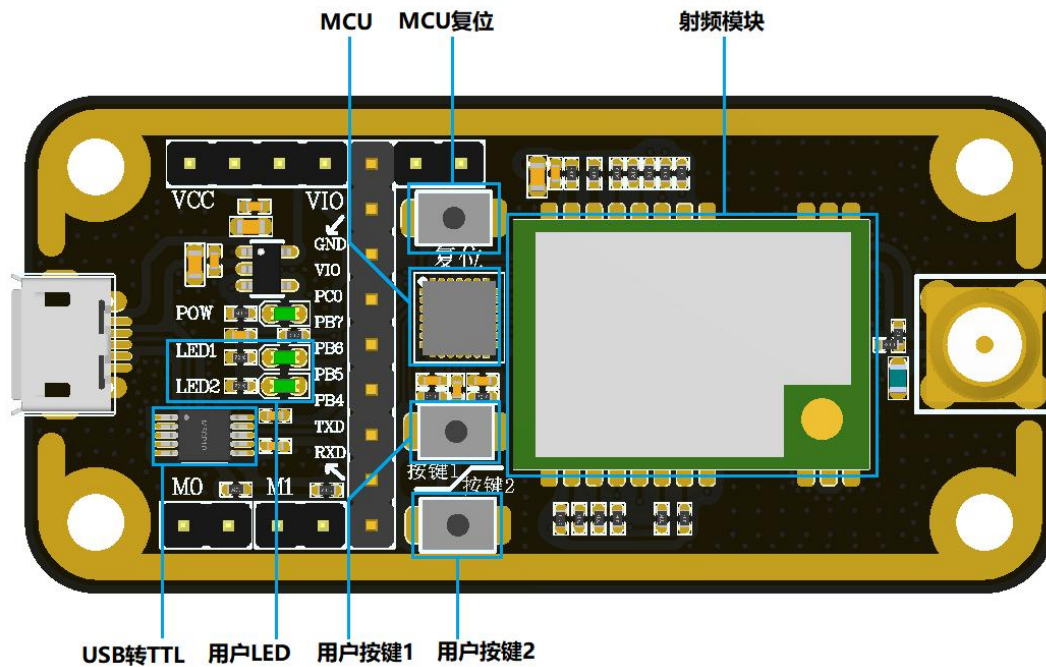 MCU
MCU复位
射频模块
VCC
VIO
GND
VIO
PC0
PB7
PB6
PB5
PB4
TXD
RXD
复位
POW
LED1
LED2
M0
M1
按键1
按键2
USB转TTL
用户LED
用户按键1
用户按键2